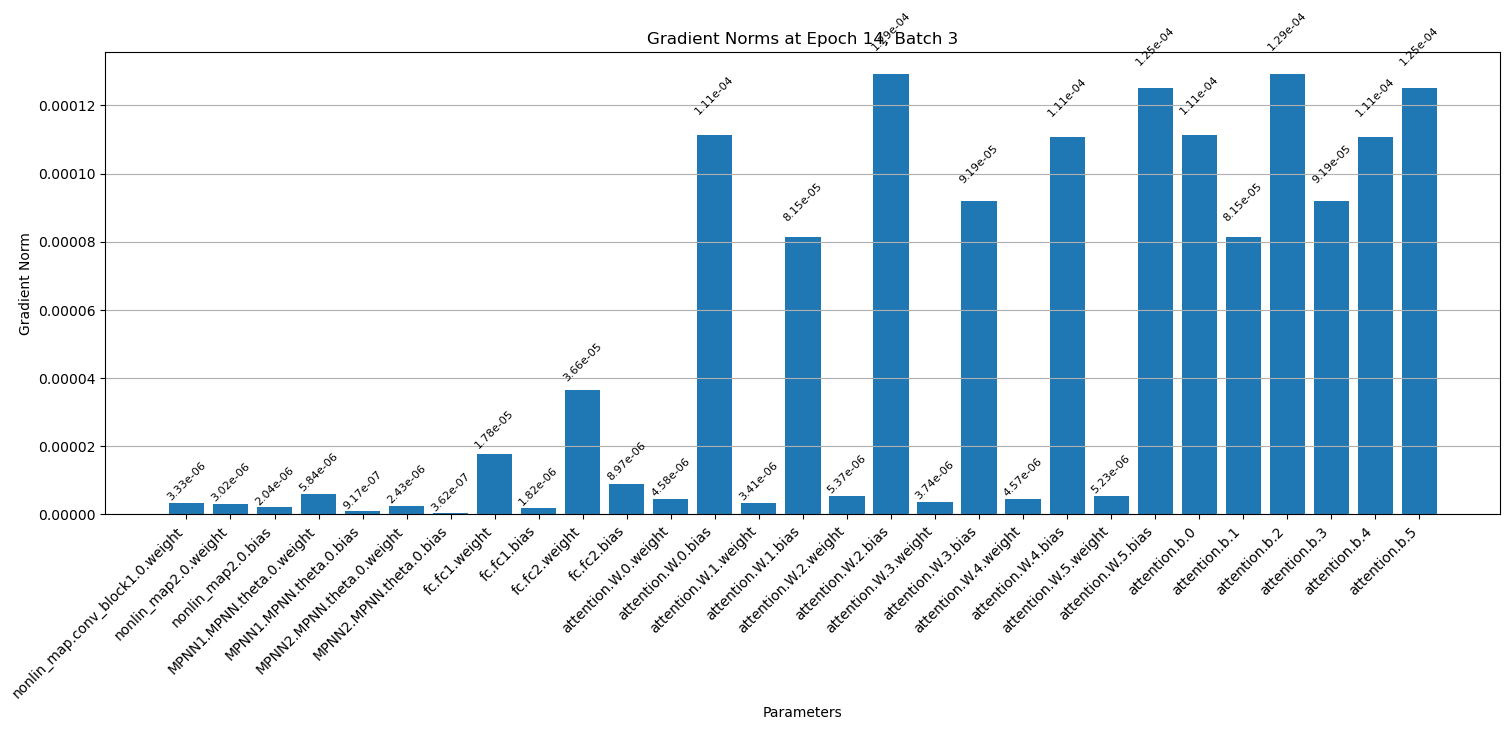 Gradient Norms at Epoch 14, Batch 3
Gradient Norm
0.00012
0.00010
0.00008
0.00006
0.00004
0.00002
0.00000
3.33e-06
3.02e-06
2.04e-06
5.84e-06
9.17e-07
2.43e-06
3.62e-07
1.78e-05
1.82e-06
3.66e-05
8.97e-06
4.58e-06
1.11e-04
3.41e-06
8.15e-05
5.37e-06
1.29e-04
3.74e-06
9.19e-05
4.57e-06
1.11e-04
5.23e-06
1.25e-04
1.11e-04
8.15e-05
1.29e-04
9.19e-05
1.11e-04
1.25e-04
nonlin_map.conv_block1.0.weight
nonlin_map2.0.weight
nonlin_map2.0.bias
MPNN1.MPNN.theta.0.weight
MPNN1.MPNN.theta.0.bias
MPNN2.MPNN.theta.0.weight
MPNN2.MPNN.theta.0.bias
fc.fc1.weight
fc.fc1.bias
fc.fc2.weight
fc.fc2.bias
attention.W.0.weight
attention.W.0.bias
attention.W.1.weight
attention.W.1.bias
attention.W.2.weight
attention.W.2.bias
attention.W.3.weight
attention.W.3.bias
attention.W.4.weight
attention.W.4.bias
attention.W.5.weight
attention.W.5.bias
attention.b.0
attention.b.1
attention.b.2
attention.b.3
attention.b.4
attention.b.5
Parameters